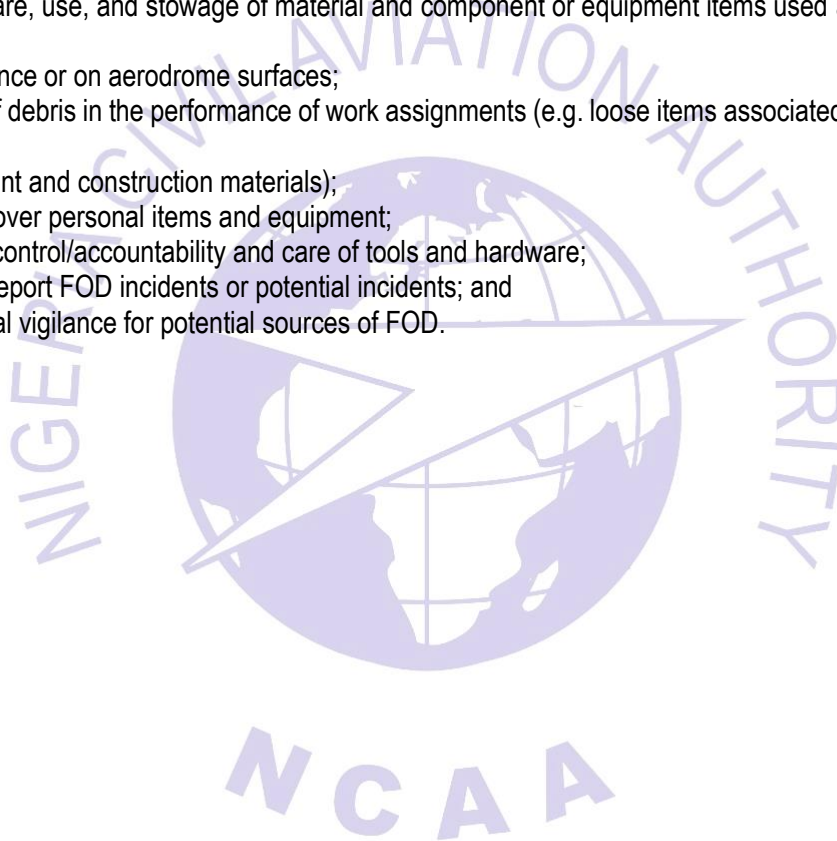 are, use, and stowage of material and component or equipment items used
nce or on aerodrome surfaces;
f debris in the performance of work assignments (e.g. loose items associated
nt and construction materials);
over personal items and equipment;
control/accountability and care of tools and hardware;
eport FOD incidents or potential incidents; and
al vigilance for potential sources of FOD.
NIGERIA CIVIL AVIATION AUTHORITY
NCAA